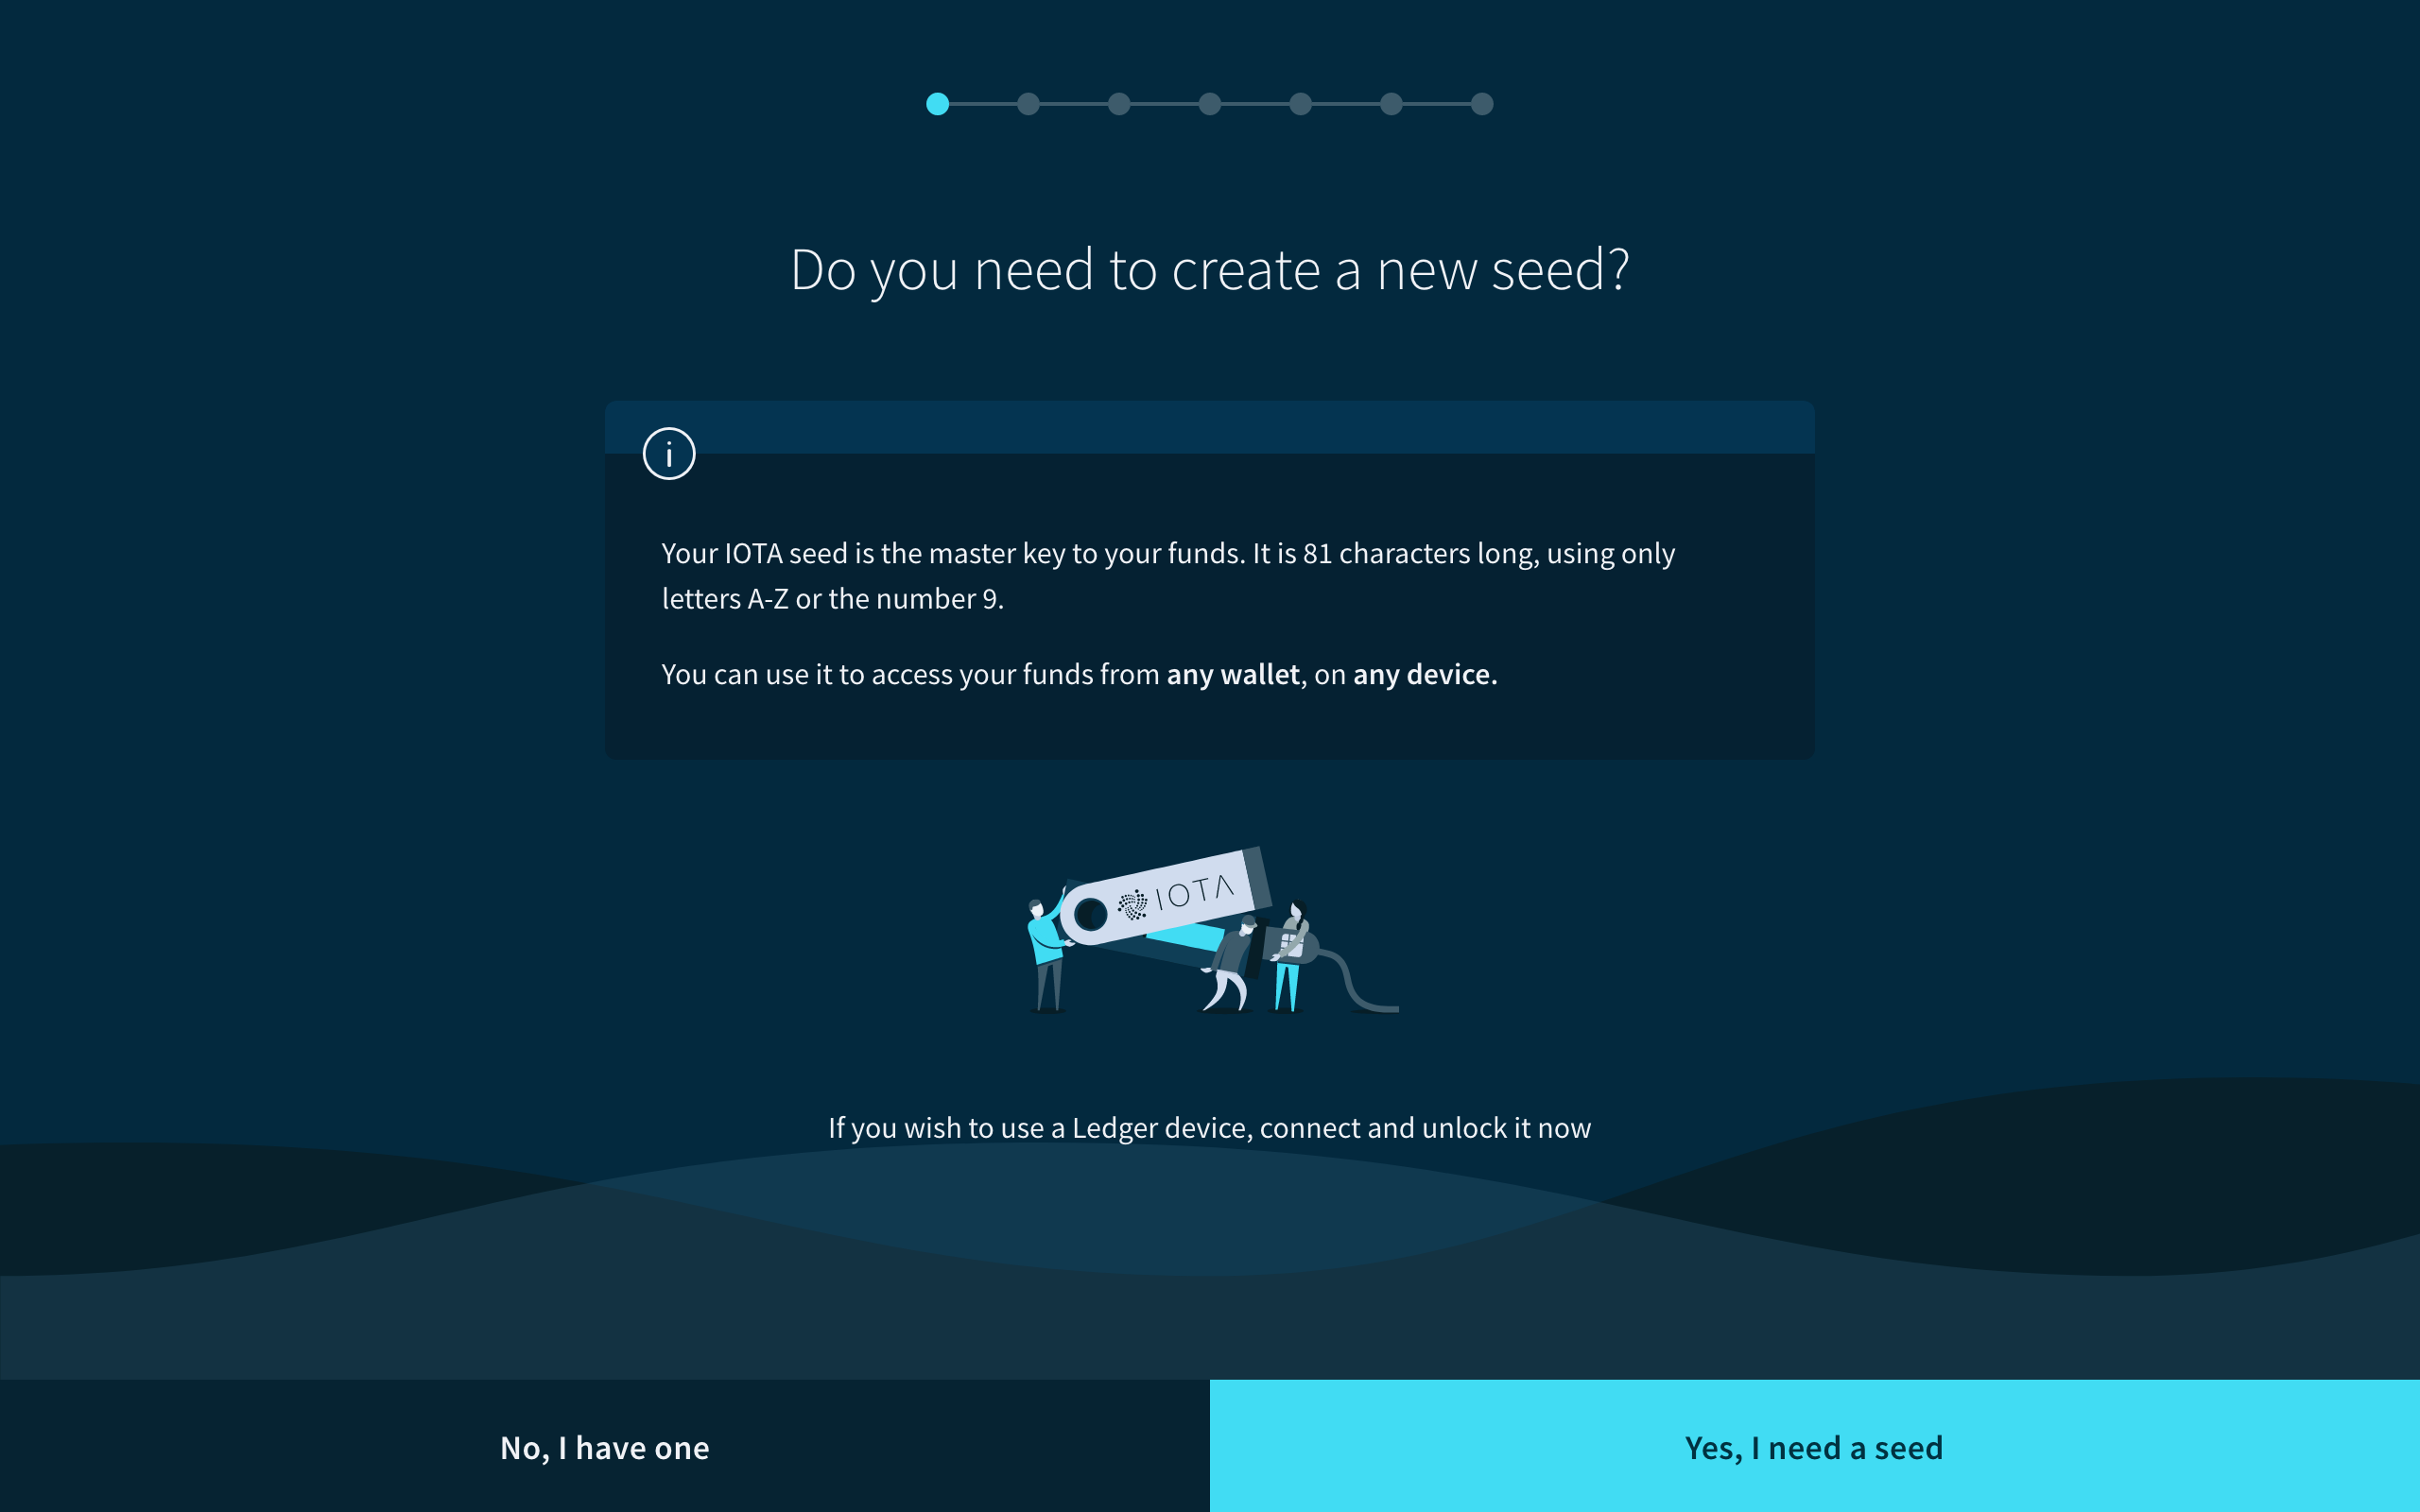 Do you need to create a new seed?
Your IOTA seed is the master key to your funds. It is 81 characters long, using only
letters A-Z or the number 9.
You can use it to access your funds from any wallet, on any device.
IOTA
If you wish to use a Ledger device, connect and unlock it now
No, I have one
Yes, I need a seed